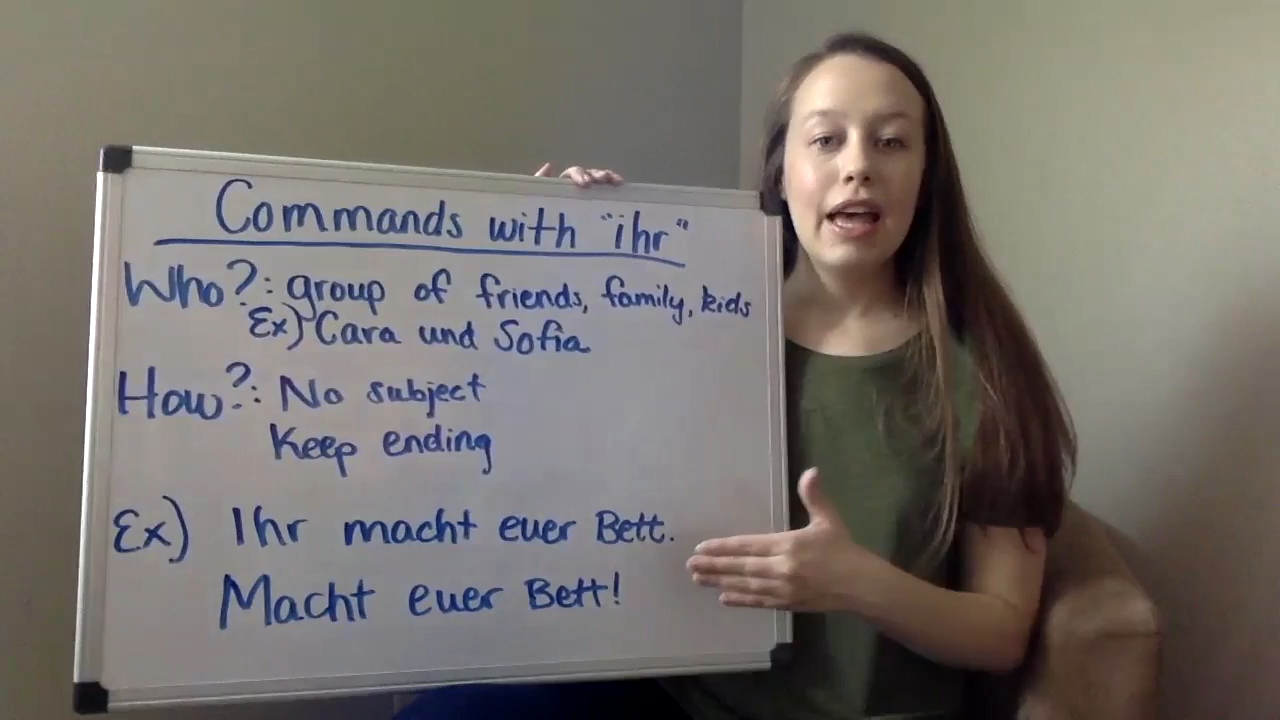 Commands with "ihr"
Who?: group of friends, family, kids
Ex) Cara und Sofia
How?: No subject
Keep ending
Ex) Ihr macht euer Bett.
Macht euer Bett!